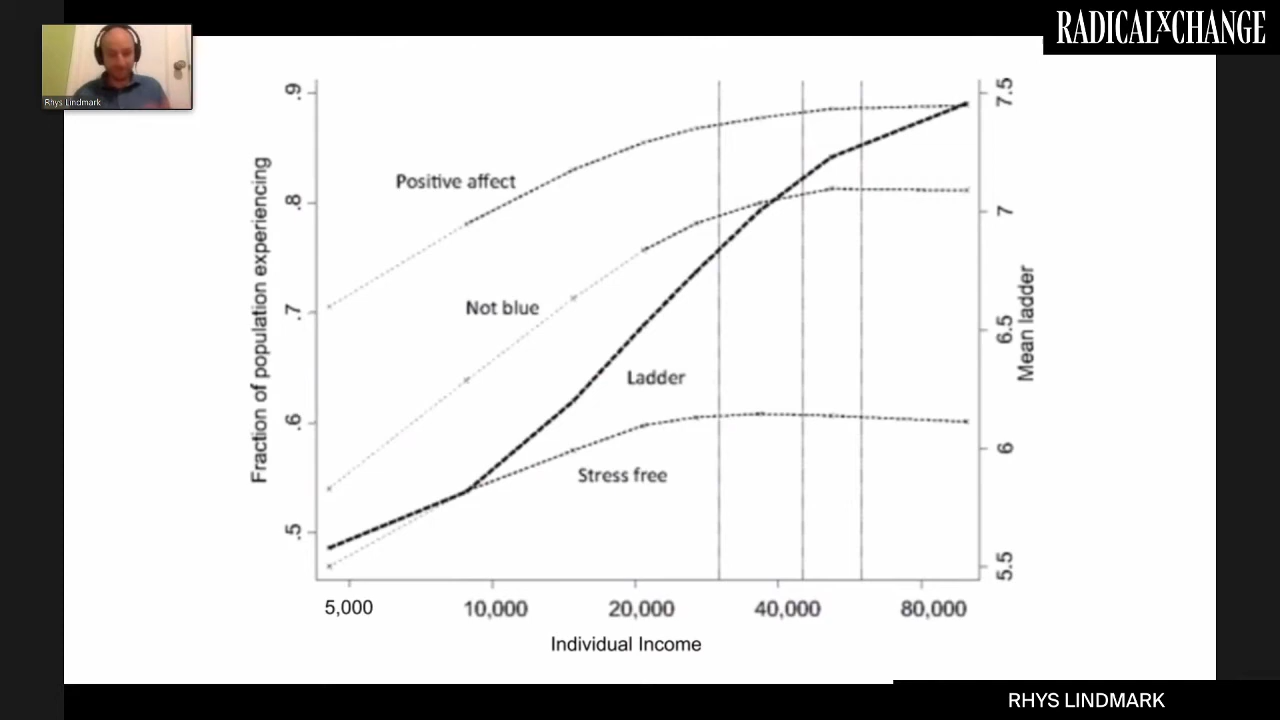 RADICALXCHANGE
Rhys Lindmark
Fraction of population experiencing
.9
.8
.7
.6
.5
Positive affect
Not blue
Ladder
Stress free
7.5
7
6.5
6
5.5
Mean ladder
5,000
10,000
20,000
40,000
80,000
Individual Income
RHYS LINDMARK